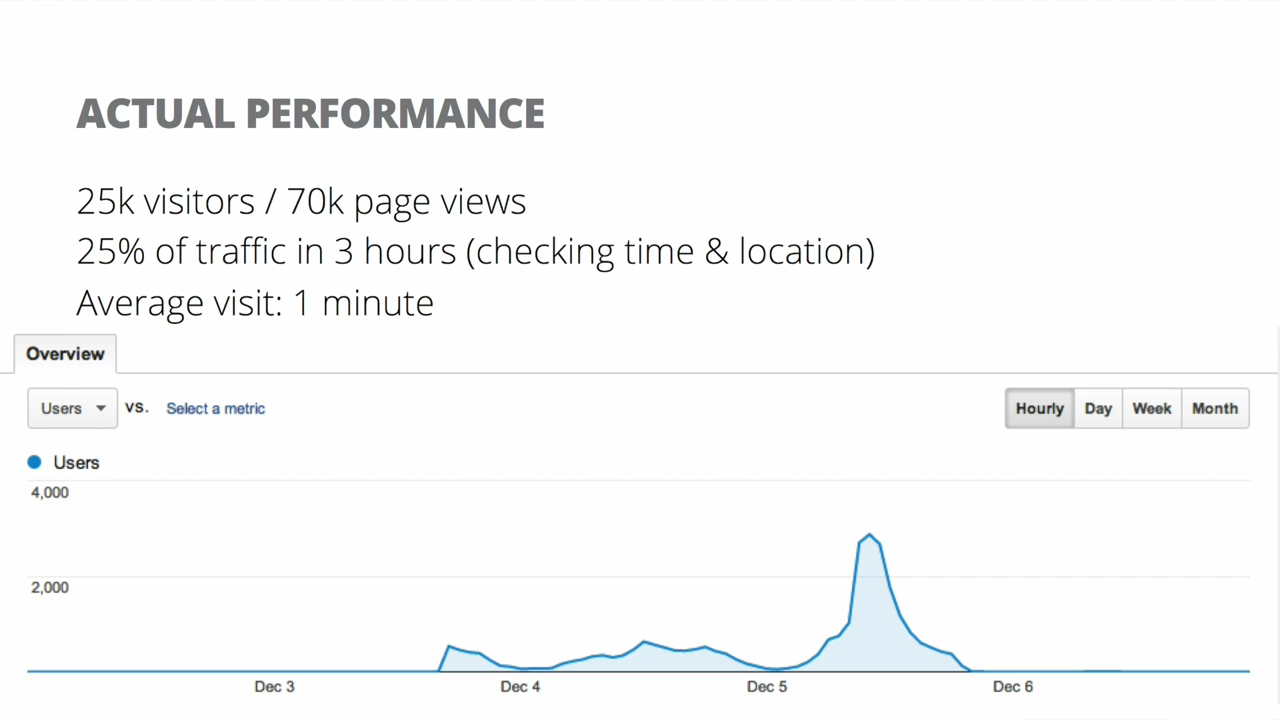 ACTUAL PERFORMANCE
25k visitors / 70k page views
25% of traffic in 3 hours (checking time & location)
Average visit: 1 minute
Overview
Users VS. Select a metric Hourly Day Week Month
Users
4,000
2,000
Dec 3 Dec 4 Dec 5 Dec 6